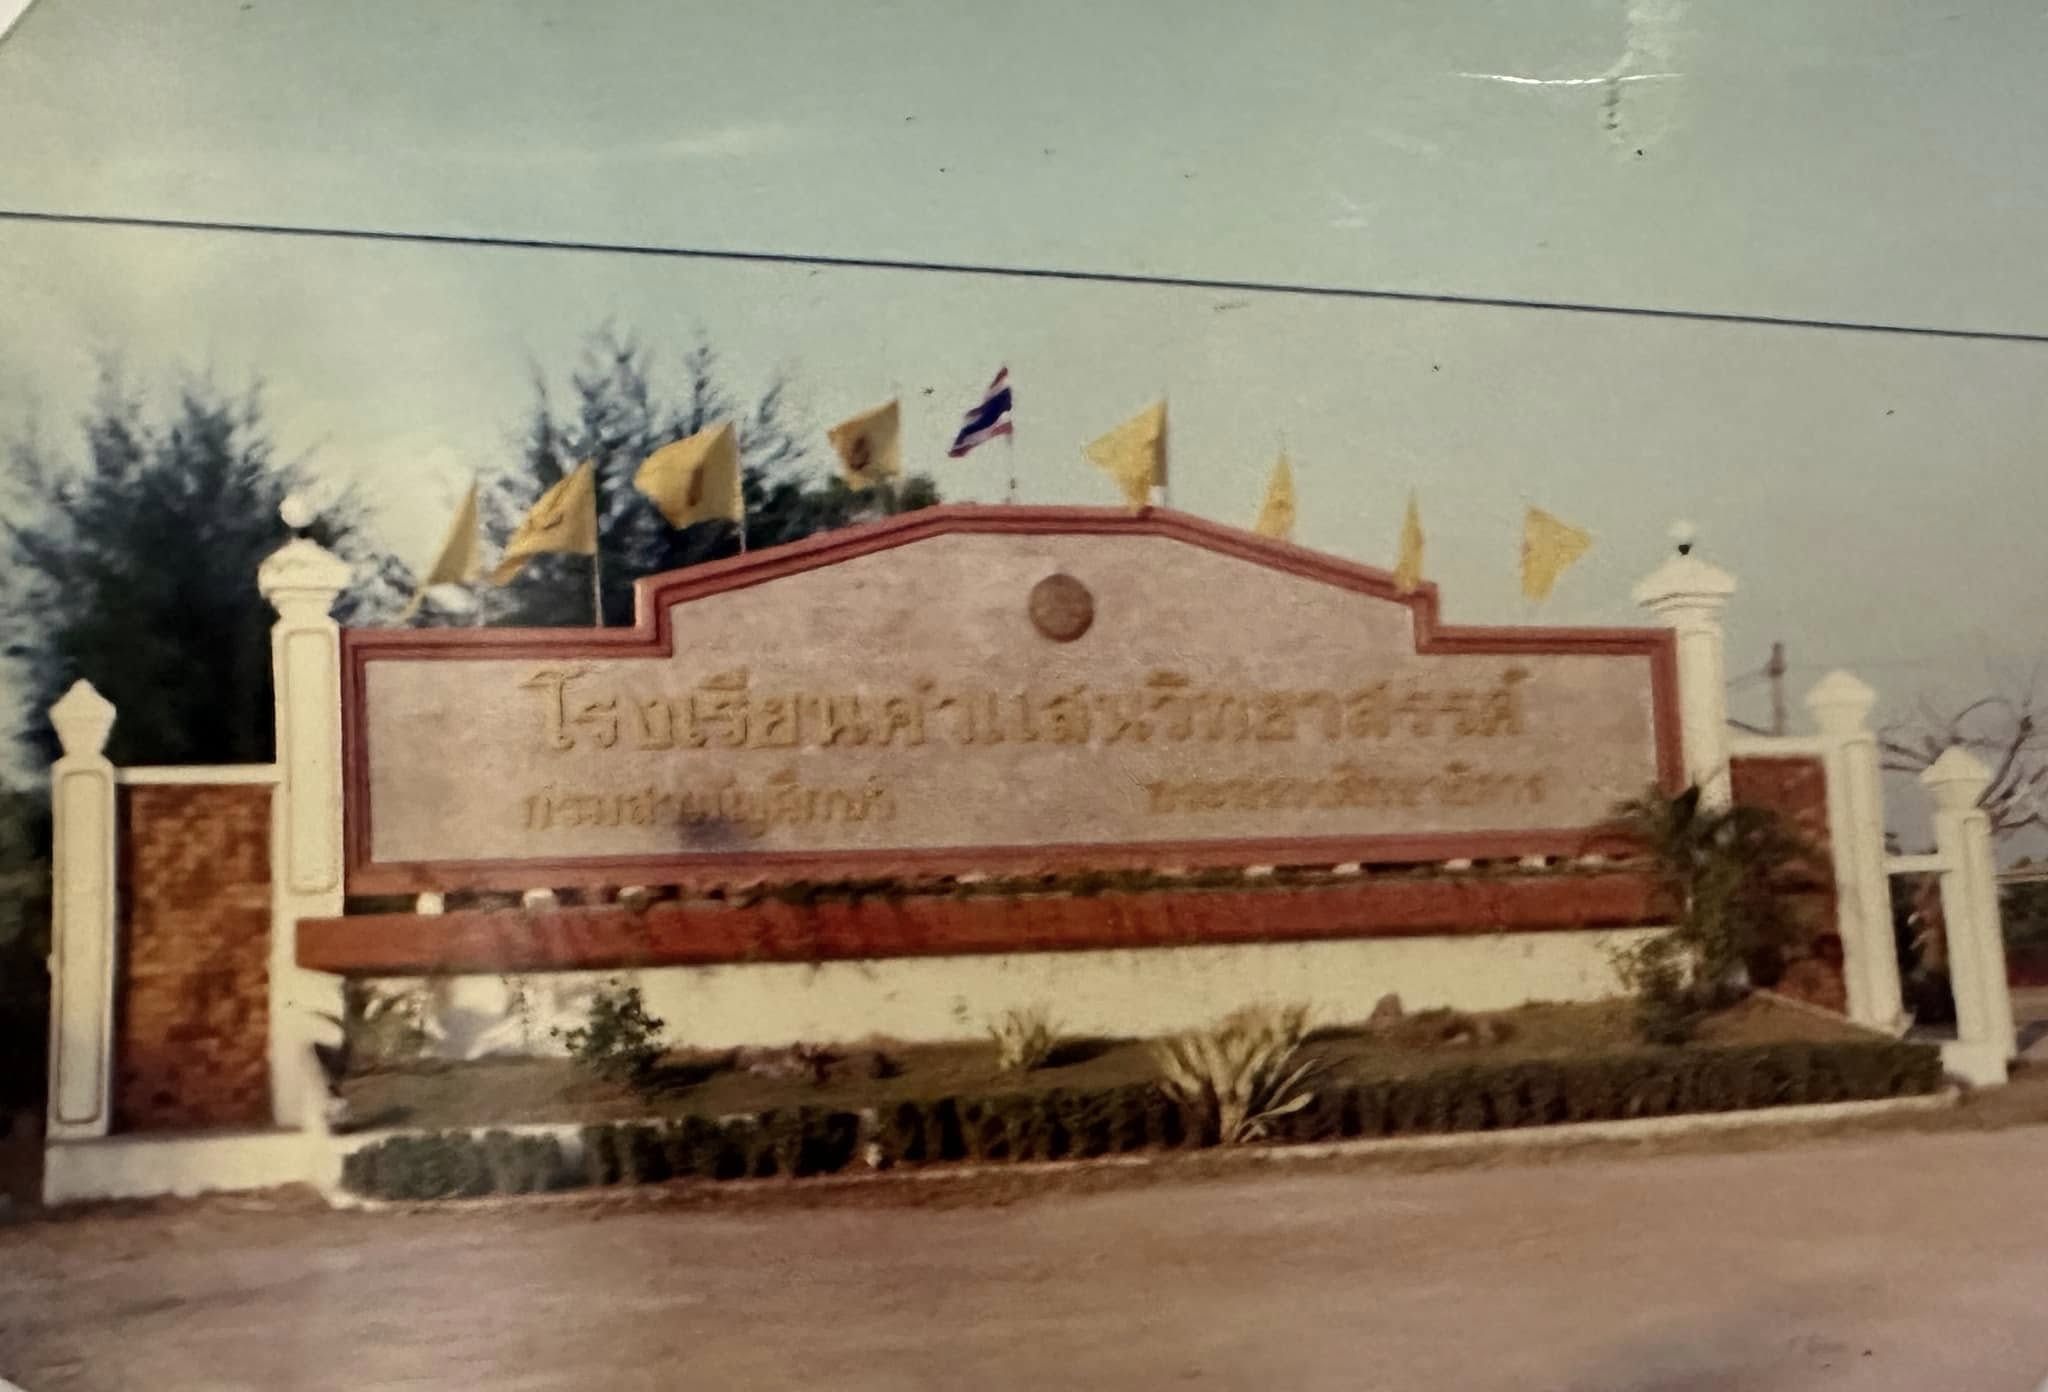 โรงเรียนคำแสนวิทยาสรรค์
กรมสามัญศึกษา กระทรวงศึกษาธิการ